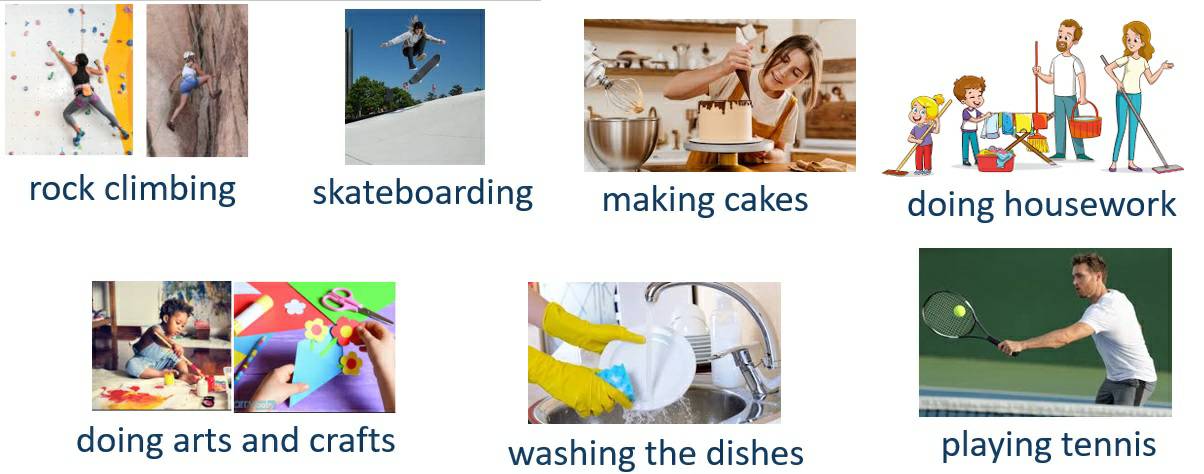 rock climbing
skateboarding
making cakes
doing housework
doing arts and crafts
washing the dishes
playing tennis